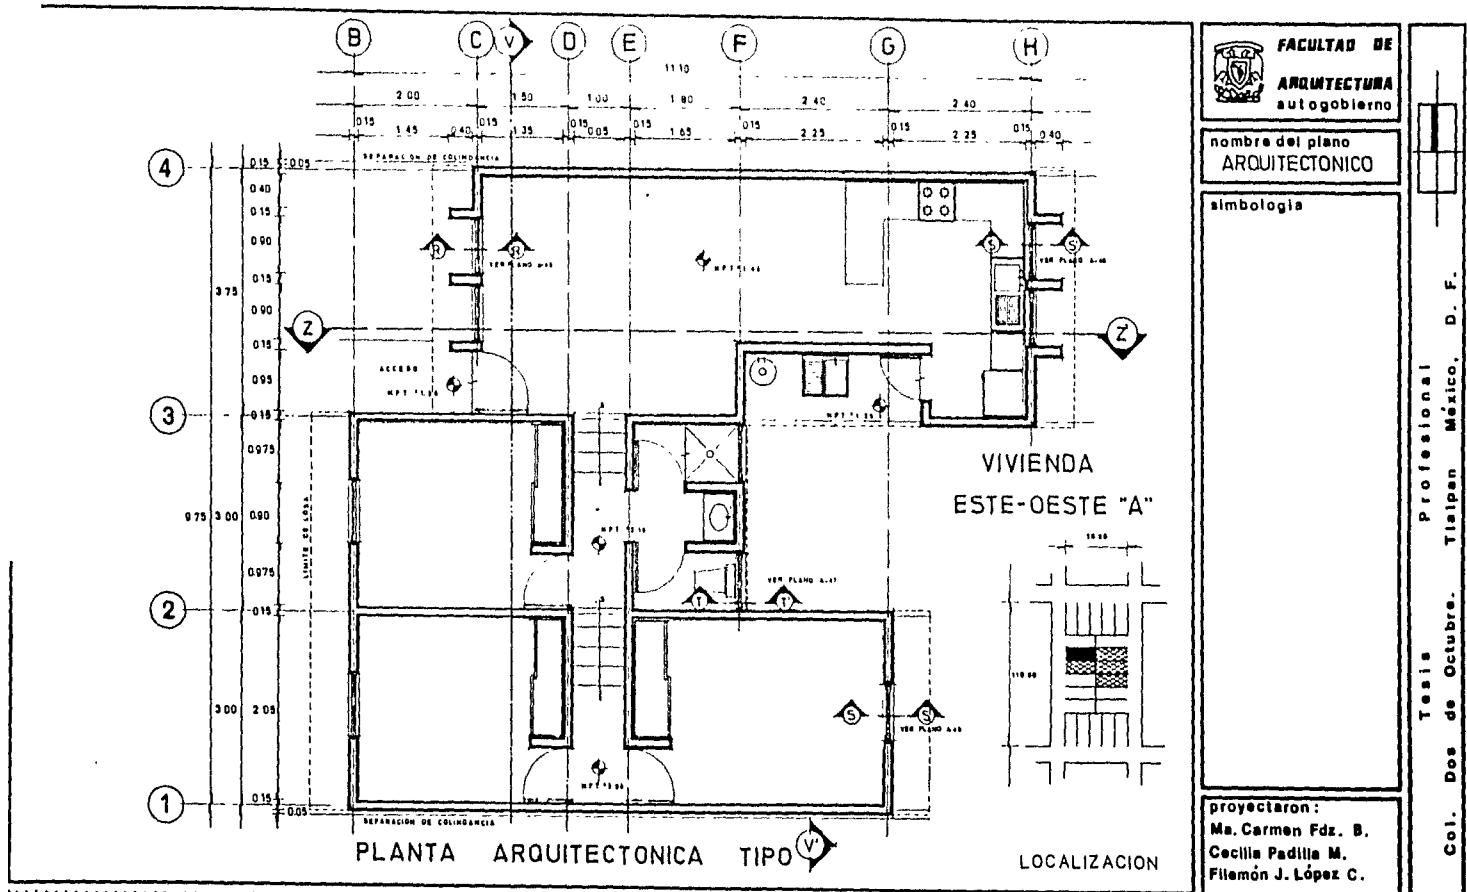 B C V D E F G H
11.10
2.00 1.50 1.00 1.80 2.40 2.40
0.15 1.45 0.40 0.15 1.35 0.15 0.05 0.15 1.65 0.15 2.25 0.15 2.25 0.15 0.40
SEPARACION DE COLINDANCIA
4
0.15 0.05
0.40
0.15
0.90
0.15
3.75
0.90
0.15
0.95
0.15
R R S S'
VER PLANO
VER PLANO
N.P.T.
Z Z'
ACCESO
N.P.T.
N.P.T.
3
0.975
9.75 3.00 0.90
0.975
0.15
LIMITE DE LOSA
N.P.T.
VER PLANO A-47
T T'
2
3.00 2.05
S S'
VER PLANO
N.P.T.
0.15
0.05
1
SEPARACION DE COLINDANCIA
V'
PLANTA ARQUITECTONICA TIPO
VIVIENDA
ESTE-OESTE "A"
LOCALIZACION
FACULTAD DE
ARQUITECTURA
autogobierno
nombre del plano
ARQUITECTONICO
simbologia
proyectaron:
Ma. Carmen Fdz. B.
Cecilia Padilla M.
Filemón J. López C.
Tesis Profesional
Col. Dos de Octubre. Tlalpan México, D. F.